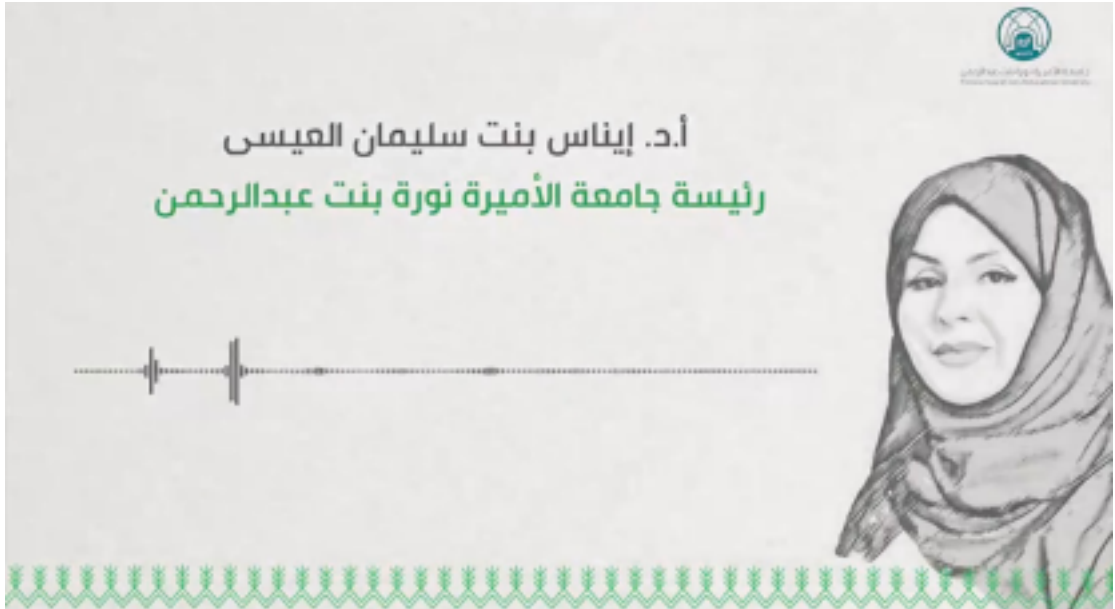 أ.د. إيناس بنت سليمان العيسى
رئيسة جامعة الأميرة نورة بنت عبدالرحمن